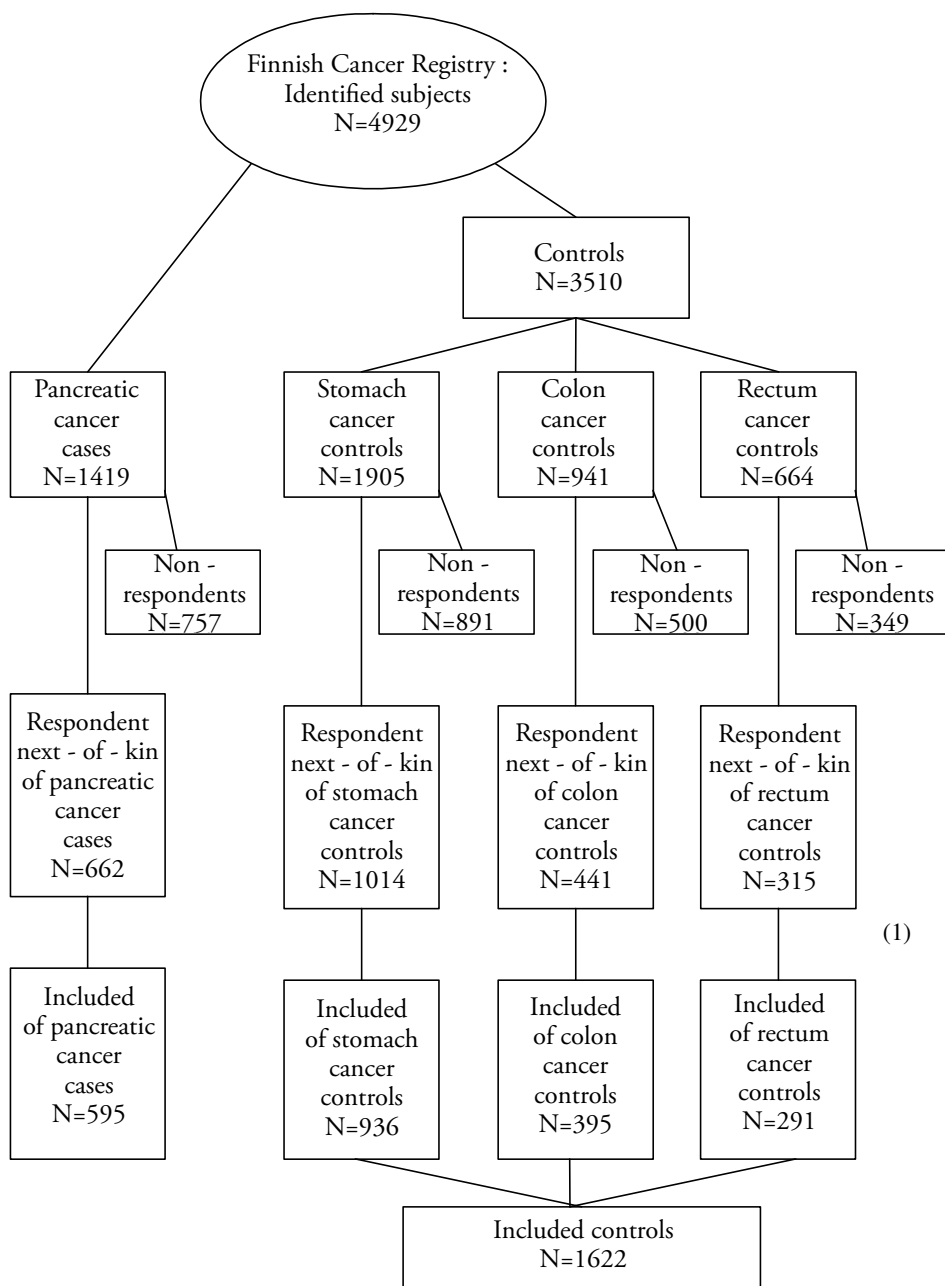 Finnish Cancer Registry :
Identified subjects
N=4929
Controls
N=3510
Pancreatic
cancer
cases
N=1419
Stomach
cancer
controls
N=1905
Colon
cancer
controls
N=941
Rectum
cancer
controls
N=664
Non -
respondents
N=757
Non -
respondents
N=891
Non -
respondents
N=500
Non -
respondents
N=349
Respondent
next - of - kin
of pancreatic
cancer
cases
N=662
Respondent
next - of - kin
of stomach
cancer
controls
N=1014
Respondent
next - of - kin
of colon
cancer
controls
N=441
Respondent
next - of - kin
of rectum
cancer
controls
N=315
(1)
Included
of pancreatic
cancer
cases
N=595
Included
of stomach
cancer
controls
N=936
Included
of colon
cancer
controls
N=395
Included
of rectum
cancer
controls
N=291
Included controls
N=1622